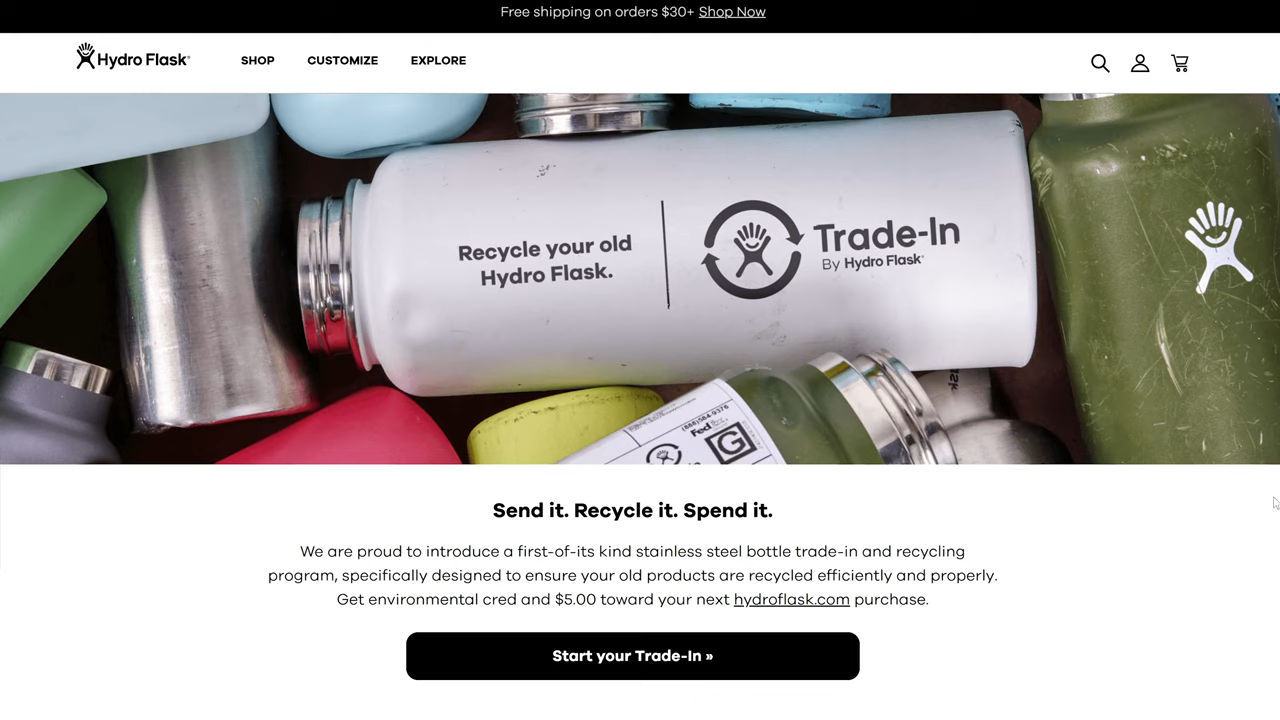 Free shipping on orders $30+ Shop Now
Hydro Flask®
SHOP CUSTOMIZE EXPLORE
Recycle your old
Hydro Flask.
Trade-In
By Hydro Flask®
(888)584-9376
FedEx
G
Send it. Recycle it. Spend it.
We are proud to introduce a first-of-its kind stainless steel bottle trade-in and recycling
program, specifically designed to ensure your old products are recycled efficiently and properly.
Get environmental cred and $5.00 toward your next hydroflask.com purchase.
Start your Trade-In »